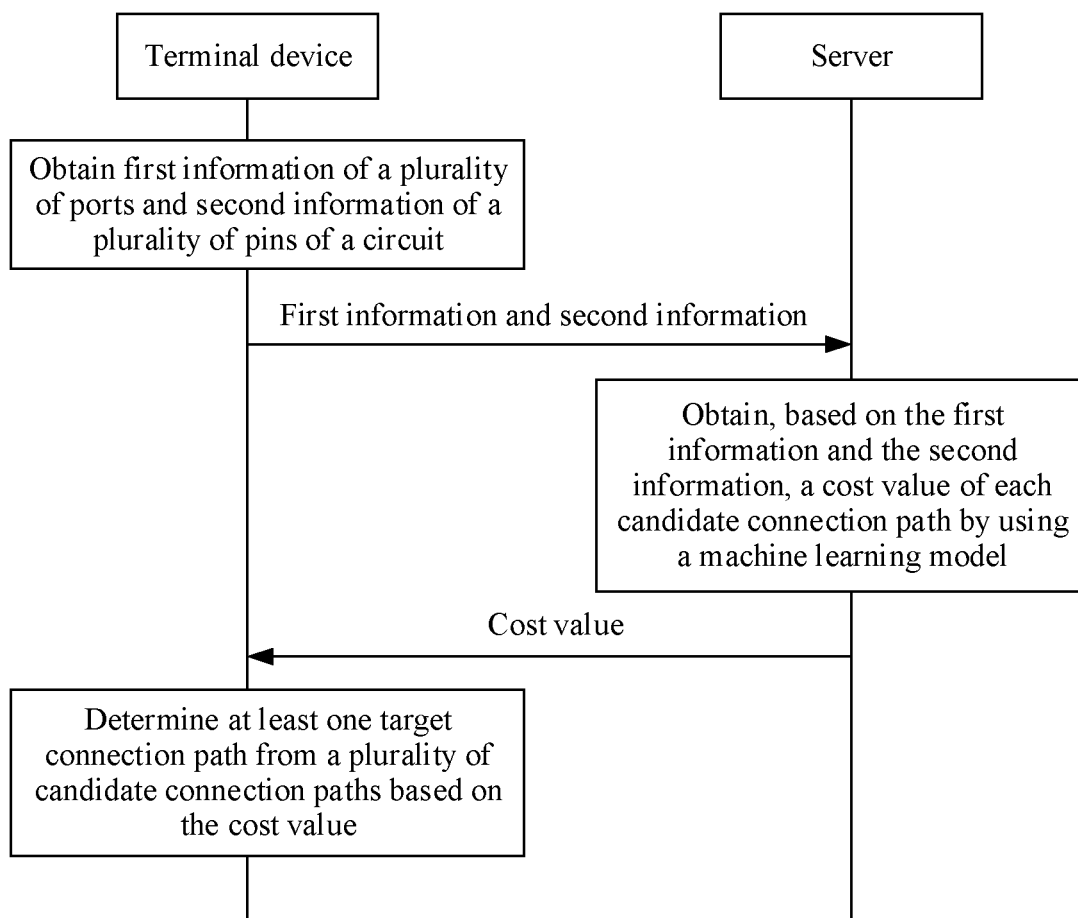 Terminal device
Server
Obtain first information of a plurality
of ports and second information of a
plurality of pins of a circuit
First information and second information
Obtain, based on the first
information and the second
information, a cost value of each
candidate connection path by using
a machine learning model
Cost value
Determine at least one target
connection path from a plurality of
candidate connection paths based on
the cost value